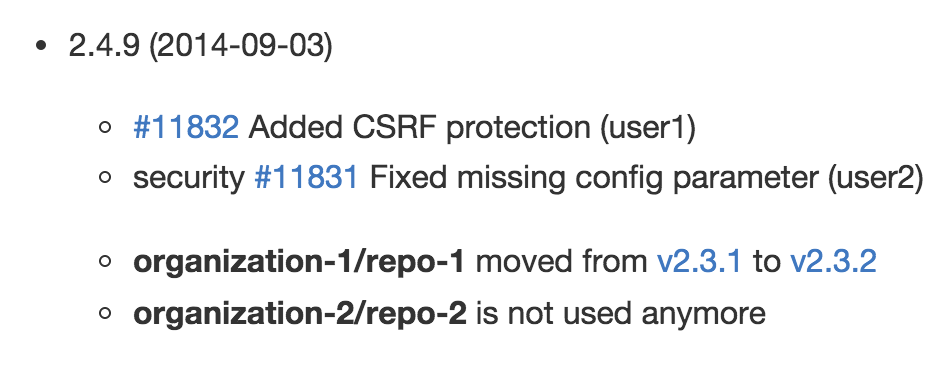 2.4.9 (2014-09-03)
#11832 Added CSRF protection (user1)
security #11831 Fixed missing config parameter (user2)
organization-1/repo-1 moved from v2.3.1 to v2.3.2
organization-2/repo-2 is not used anymore